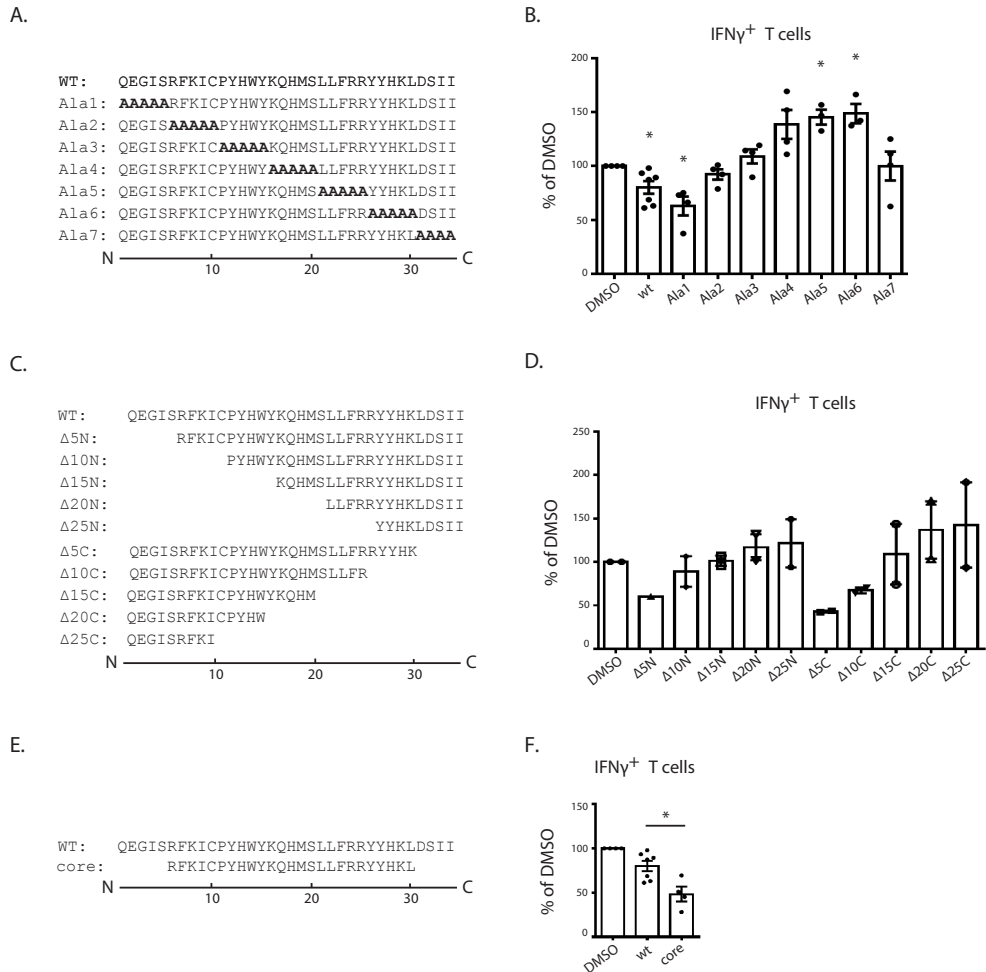 A.
WT: QEGISRFKICPYHWYKQHMSLLFRRYYHKLDSII
Ala1: AAAAARFKICPYHWYKQHMSLLFRRYYHKLDSII
Ala2: QEGISAAAAAPYHWYKQHMSLLFRRYYHKLDSII
Ala3: QEGISRFKICAAAAAKQHMSLLFRRYYHKLDSII
Ala4: QEGISRFKICPYHWYAAAAALLFRRYYHKLDSII
Ala5: QEGISRFKICPYHWYKQHMSAAAAAYYHKLDSII
Ala6: QEGISRFKICPYHWYKQHMSLLFRRAAAAADSII
Ala7: QEGISRFKICPYHWYKQHMSLLFRRYYHKLAAAA
N C
10 20 30
B.
IFNγ+ T cells
% of DMSO
200
150
100
50
0
* * * *
DMSO wt Ala1 Ala2 Ala3 Ala4 Ala5 Ala6 Ala7
C.
WT: QEGISRFKICPYHWYKQHMSLLFRRYYHKLDSII
Δ5N: RFKICPYHWYKQHMSLLFRRYYHKLDSII
Δ10N: PYHWYKQHMSLLFRRYYHKLDSII
Δ15N: KQHMSLLFRRYYHKLDSII
Δ20N: LLFRRYYHKLDSII
Δ25N: YYHKLDSII
Δ5C: QEGISRFKICPYHWYKQHMSLLFRRYYHK
Δ10C: QEGISRFKICPYHWYKQHMSLLFR
Δ15C: QEGISRFKICPYHWYKQHM
Δ20C: QEGISRFKICPYHW
Δ25C: QEGISRFKI
N C
10 20 30
D.
IFNγ+ T cells
% of DMSO
250
200
150
100
50
0
DMSO Δ5N Δ10N Δ15N Δ20N Δ25N Δ5C Δ10C Δ15C Δ20C Δ25C
E.
WT: QEGISRFKICPYHWYKQHMSLLFRRYYHKLDSII
core: RFKICPYHWYKQHMSLLFRRYYHKL
N C
10 20 30
F.
IFNγ+ T cells
% of DMSO
150
100
50
0
*
DMSO wt core